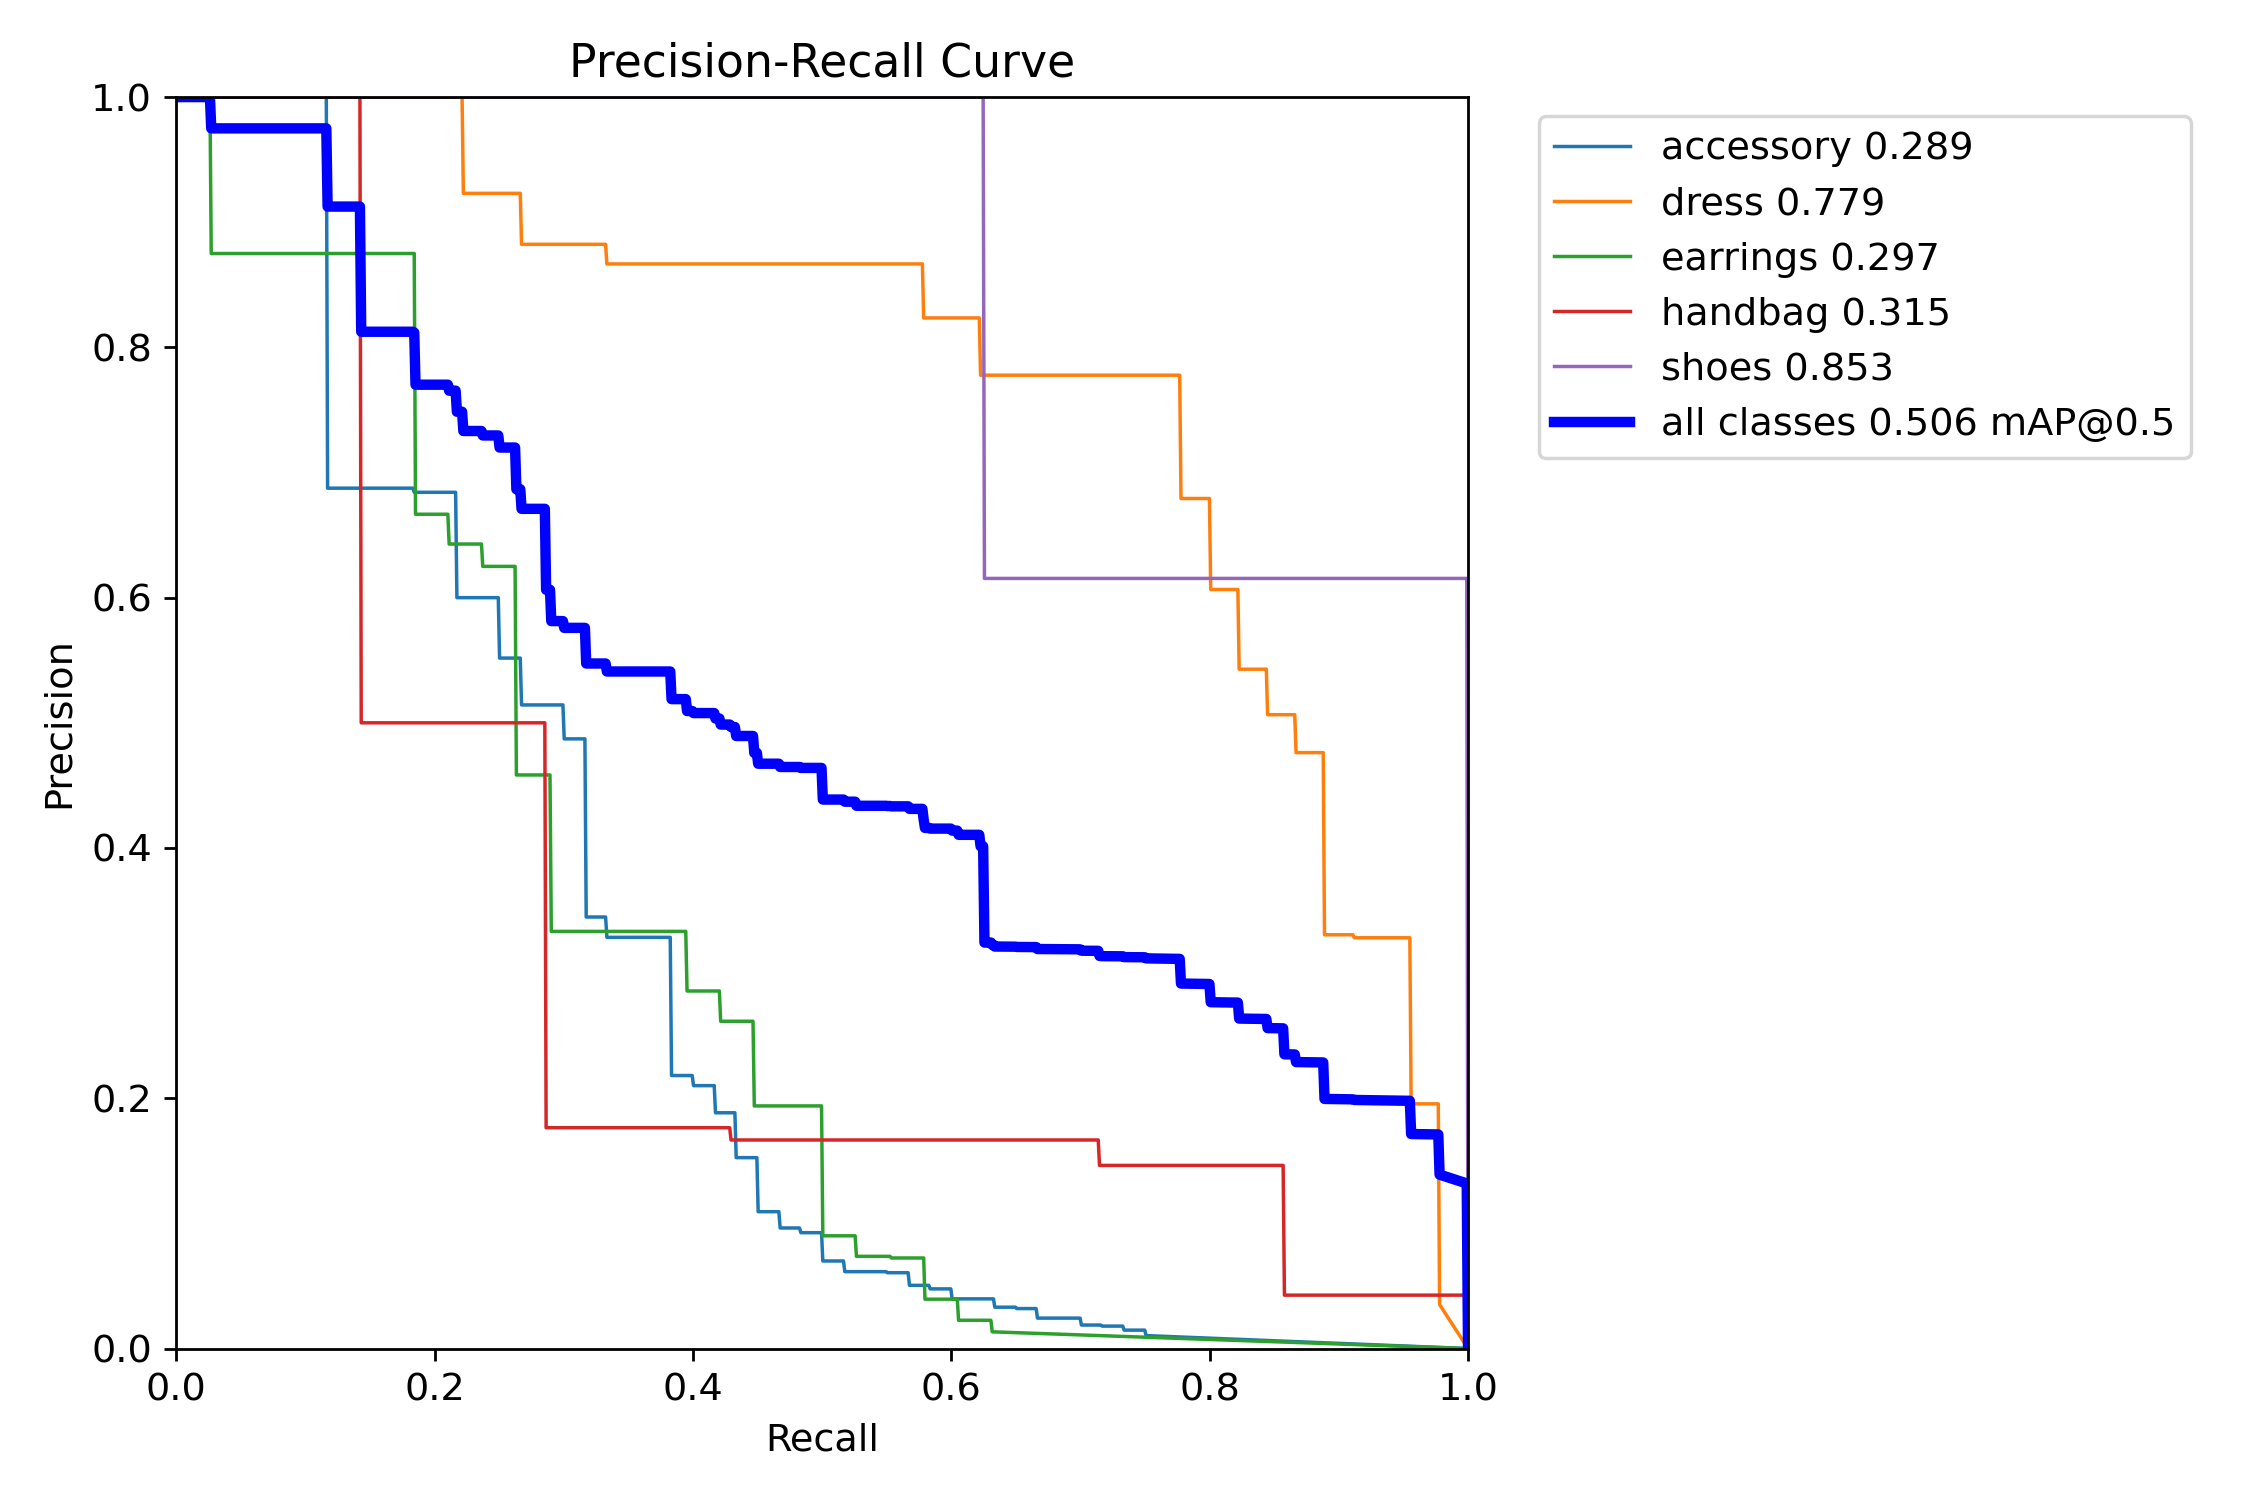 Precision-Recall Curve
1.0
0.8
0.6
0.4
0.2
0.0
Precision
0.0 0.2 0.4 0.6 0.8 1.0
Recall
accessory 0.289
dress 0.779
earrings 0.297
handbag 0.315
shoes 0.853
all classes 0.506 mAP@0.5